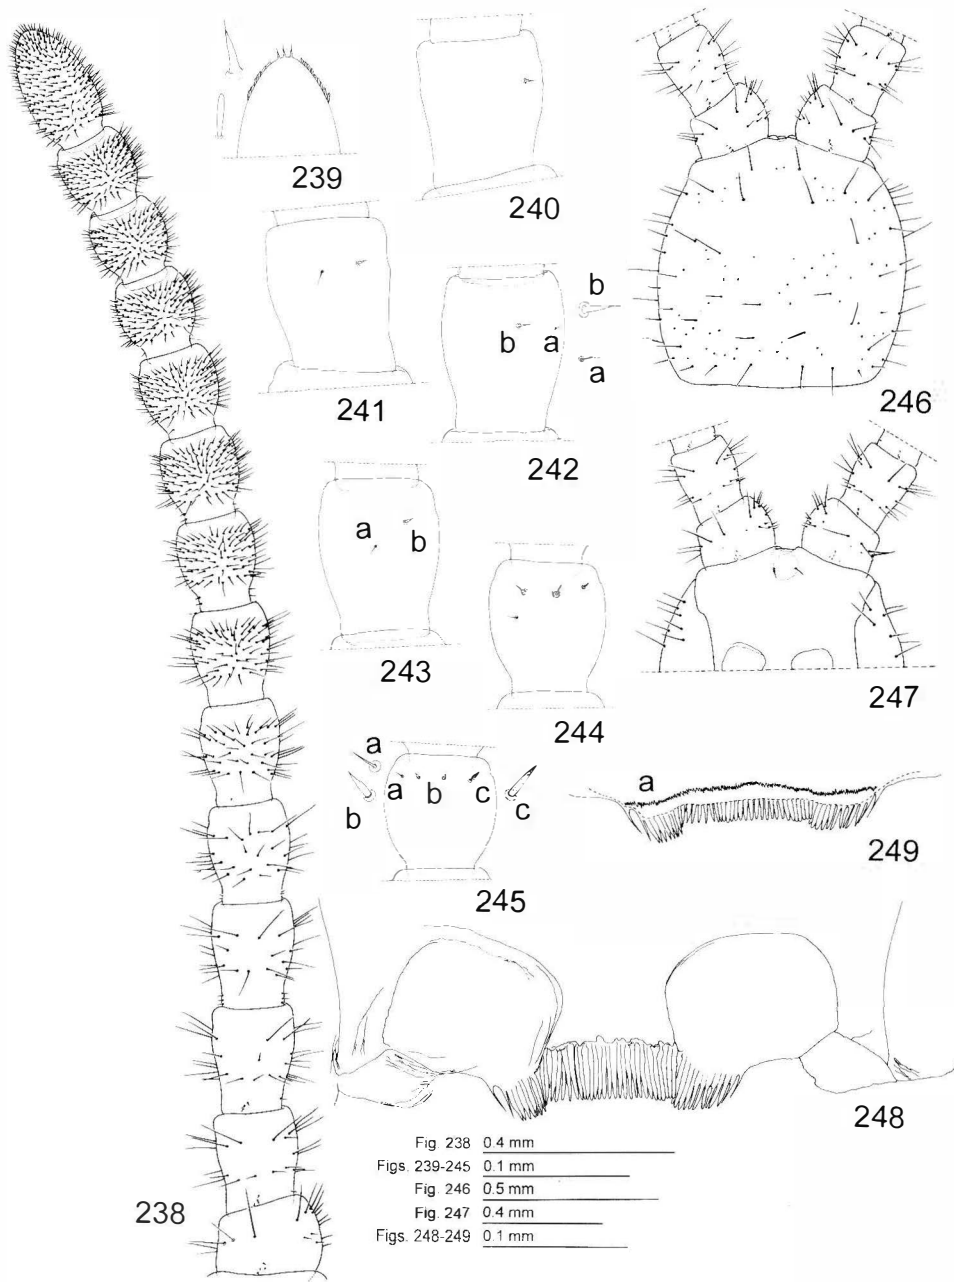 239
240
b
b
a
a
241
242
246
a
b
243
244
247
a
a
b
c
b
c
245
a
249
248
Fig. 238 0.4 mm
Figs. 239-245 0.1 mm
Fig. 246 0.5 mm
Fig. 247 0.4 mm
Figs. 248-249 0.1 mm
238